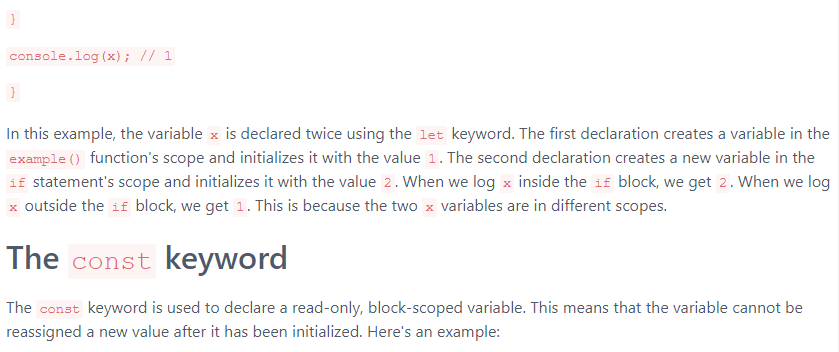 }
console.log(x); // 1
}
In this example, the variable x is declared twice using the let keyword. The first declaration creates a variable in the
example() function's scope and initializes it with the value 1. The second declaration creates a new variable in the
if statement's scope and initializes it with the value 2. When we log x inside the if block, we get 2. When we log
x outside the if block, we get 1. This is because the two x variables are in different scopes.
The const keyword
The const keyword is used to declare a read-only, block-scoped variable. This means that the variable cannot be
reassigned a new value after it has been initialized. Here's an example: